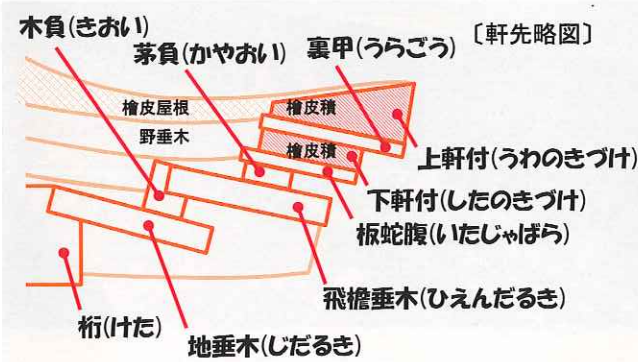 〔軒先略図〕
木負(きおい)
茅負(かやおい)
裏甲(うらごう)
檜皮屋根
檜皮積
野垂木
檜皮積
上軒付(うわのきづけ)
下軒付(したのきづけ)
板蛇腹(いたじゃばら)
飛檐垂木(ひえんだるき)
桁(けた)
地垂木(じだるき)